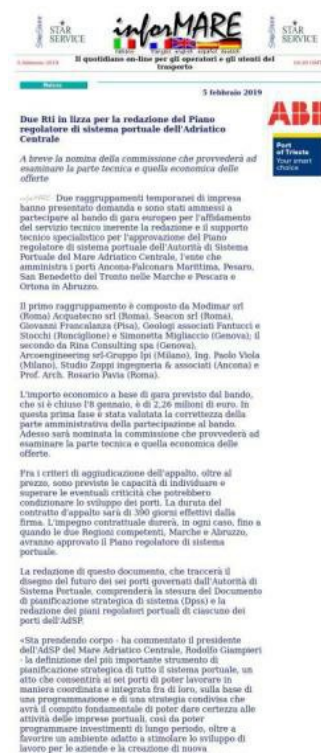 STAR
SERVICE
inforMARE
STAR
SERVICE
Il quotidiano on-line per gli operatori e gli utenti del
trasporto
5 febbraio 2019
ABB
Due Rti in lizza per la redazione del Piano
regolatore di sistema portuale dell'Adriatico
Centrale
Port
of Trieste
Your smart
choice
A breve la nomina della commissione che provvederà ad
esaminare la parte tecnica e quella economica delle
offerte
Due raggruppamenti temporanei di impresa
hanno presentato domanda e sono stati ammessi a
partecipare al bando di gara europeo per l'affidamento
del servizio tecnico inerente la redazione e il supporto
tecnico specialistico per l'approvazione del Piano
regolatore di sistema portuale dell'Autorità di Sistema
Portuale del Mare Adriatico Centrale, l'ente che
amministra i porti Ancona-Falconara Marittima, Pesaro,
San Benedetto del Tronto nelle Marche e Pescara e
Ortona in Abruzzo.
Il primo raggruppamento è composto da Modimar srl
(Roma) Acquatecno srl (Roma), Seacon srl (Roma),
Giovanni Francalanza (Pisa), Geologi associati Fantucci e
Stocchi (Ronciglione) e Simonetta Migliaccio (Genova); il
secondo da Rina Consulting spa (Genova),
Arcoengineering srl-Gruppo Ipi (Milano), Ing. Paolo Viola
(Milano), Studio Zoppi ingegneria & associati (Ancona) e
Prof. Arch. Rosario Pavia (Roma).
L'importo economico a base di gara previsto dal bando,
che si è chiuso l'8 gennaio, è di 2,26 milioni di euro. In
questa prima fase è stata valutata la correttezza della
parte amministrativa della partecipazione al bando.
Adesso sarà nominata la commissione che provvederà ad
esaminare la parte tecnica e quella economica delle
offerte.
Fra i criteri di aggiudicazione dell'appalto, oltre al
prezzo, sono previste le capacità di individuare e
superare le eventuali criticità che potrebbero
condizionare lo sviluppo dei porti. La durata del
contratto d'appalto sarà di 390 giorni effettivi dalla
firma. L'impegno contrattuale durerà, in ogni caso, fino a
quando le due Regioni competenti, Marche e Abruzzo,
avranno approvato il Piano regolatore di sistema
portuale.
La redazione di questo documento, che traccerà il
disegno del futuro dei sei porti governati dall'Autorità di
Sistema Portuale, comprenderà la stesura del Documento
di pianificazione strategica di sistema (Dpss) e la
redazione dei piani regolatori portuali di ciascuno dei
porti dell'AdSP.
«Sta prendendo corpo - ha commentato il presidente
dell'AdSP del Mare Adriatico Centrale, Rodolfo Giampieri
- la definizione del più importante strumento di
pianificazione strategica di tutto il sistema portuale, un
atto che consentirà ai sei porti di poter lavorare in
maniera coordinata e integrata fra di loro, sulla base di
una programmazione e di una strategia condivisa che
avrà il compito fondamentale di poter dare certezze alle
attività delle imprese portuali, così da poter
programmare investimenti di lungo periodo, oltre a
favorire un ambiente adatto a stimolare lo sviluppo di
lavoro per le aziende e la creazione di nuova